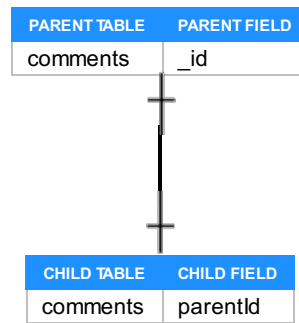 PARENT TABLE PARENT FIELD
comments _id
CHILD TABLE CHILD FIELD
comments parentId